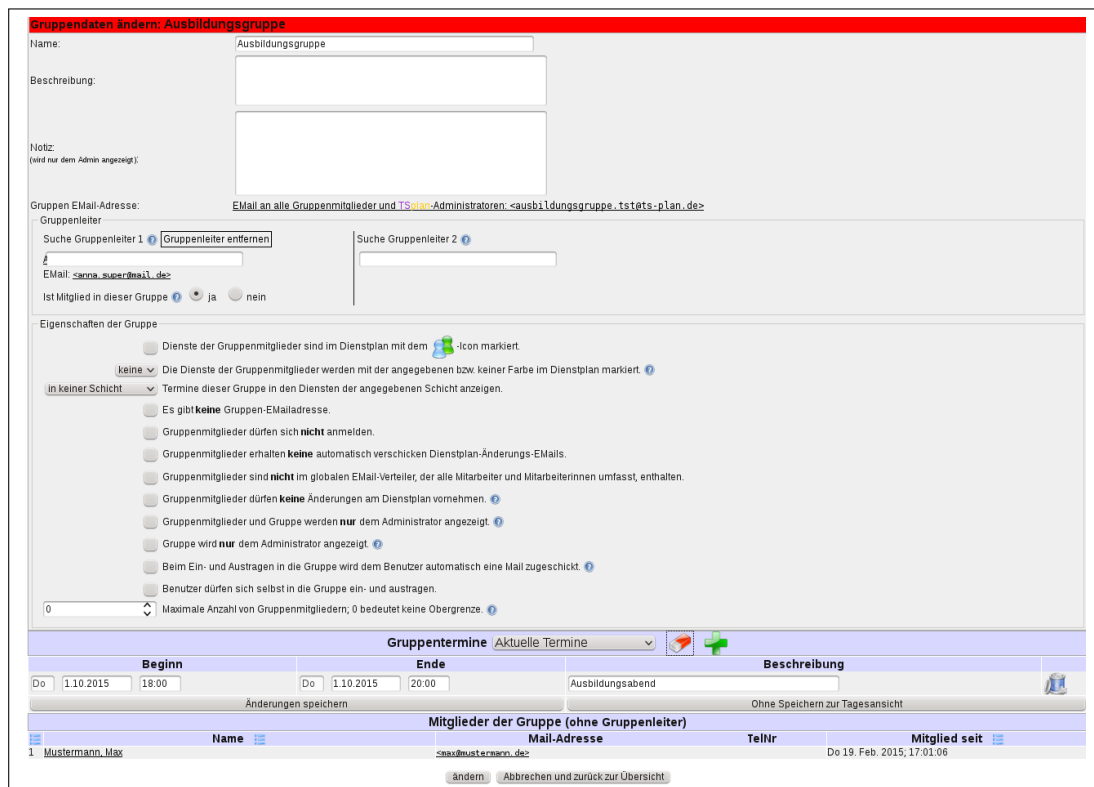 Gruppendaten ändern: Ausbildungsgruppe
Name: Ausbildungsgruppe
Beschreibung:
Notiz:
(wird nur dem Admin angezeigt):
Gruppen EMail-Adresse: EMail an alle Gruppenmitglieder und TSplan-Administratoren: <ausbildungsgruppe.tst@ts-plan.de>
Gruppenleiter
Suche Gruppenleiter 1 Gruppenleiter entfernen Suche Gruppenleiter 2
EMail: <anna.super@mail.de>
Ist Mitglied in dieser Gruppe ja nein
Eigenschaften der Gruppe
Dienste der Gruppenmitglieder sind im Dienstplan mit dem -Icon markiert.
keine Die Dienste der Gruppenmitglieder werden mit der angegebenen bzw. keiner Farbe im Dienstplan markiert.
in keiner Schicht Termine dieser Gruppe in den Diensten der angegebenen Schicht anzeigen.
Es gibt keine Gruppen-EMailadresse.
Gruppenmitglieder dürfen sich nicht anmelden.
Gruppenmitglieder erhalten keine automatisch verschicken Dienstplan-Änderungs-EMails.
Gruppenmitglieder sind nicht im globalen EMail-Verteiler, der alle Mitarbeiter und Mitarbeiterinnen umfasst, enthalten.
Gruppenmitglieder dürfen keine Änderungen am Dienstplan vornehmen.
Gruppenmitglieder und Gruppe werden nur dem Administrator angezeigt.
Gruppe wird nur dem Administrator angezeigt.
Beim Ein- und Austragen in die Gruppe wird dem Benutzer automatisch eine Mail zugeschickt.
Benutzer dürfen sich selbst in die Gruppe ein- und austragen.
0 Maximale Anzahl von Gruppenmitgliedern; 0 bedeutet keine Obergrenze.
Gruppentermine Aktuelle Termine
Beginn Ende Beschreibung
Do 1.10.2015 18:00 Do 1.10.2015 20:00 Ausbildungsabend
Änderungen speichern Ohne Speichern zur Tagesansicht
Mitglieder der Gruppe (ohne Gruppenleiter)
Name Mail-Adresse TelNr Mitglied seit
1 Mustermann, Max <max@mustermann.de> Do 19. Feb. 2015; 17:01:06
ändern Abbrechen und zurück zur Übersicht